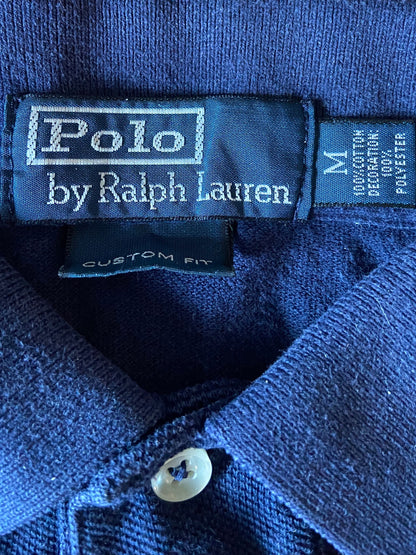 Polo
by Ralph Lauren
CUSTOM FIT
M
100% COTTON
DECORATION:
100%
POLYESTER